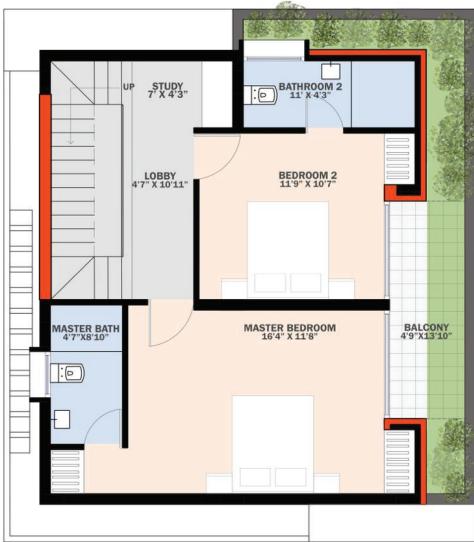 UP
STUDY
7' X 4'3"
BATHROOM 2
11' X 4'3"
LOBBY
4'7" X 10'11"
BEDROOM 2
11'9" X 10'7"
MASTER BATH
4'7"X8'10"
MASTER BEDROOM
16'4" X 11'8"
BALCONY
4'9"X13'10"